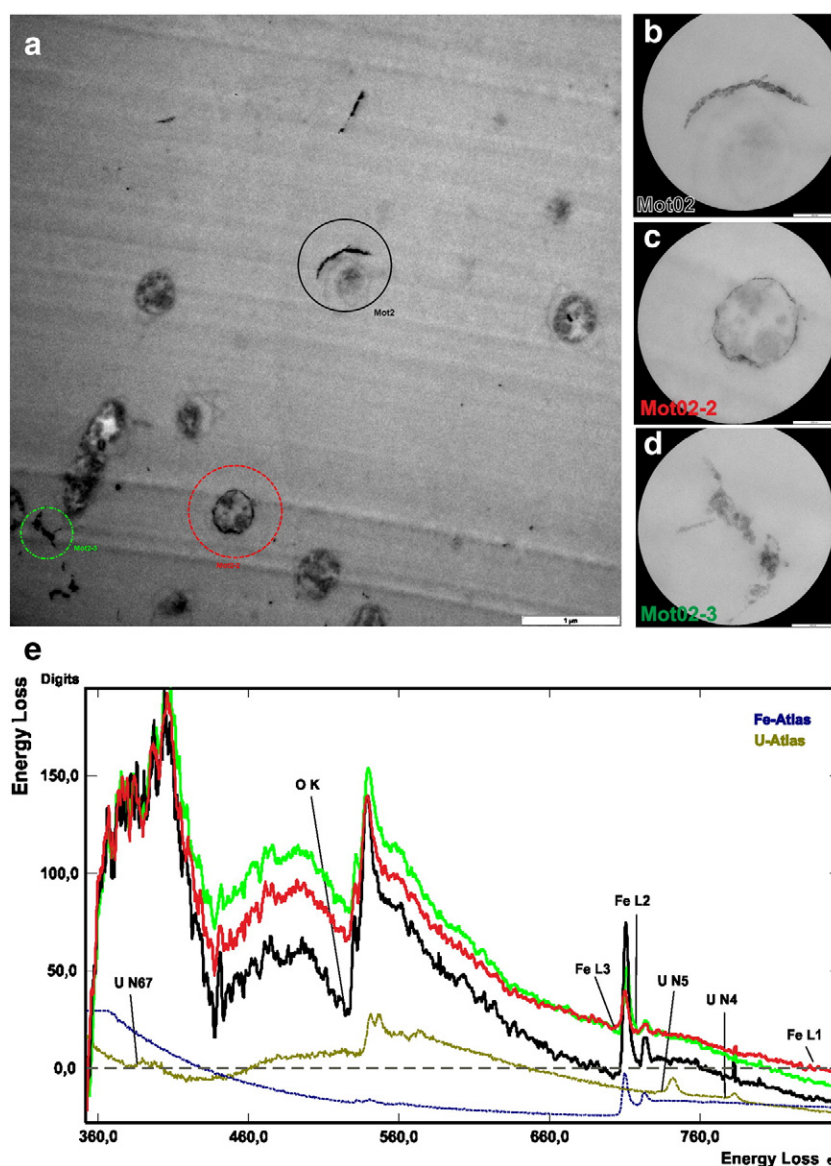 a
Mot2
Mot2-3
1 µm
b
Mot02
c
Mot02-2
d
Mot02-3
e
Digits
Energy Loss
Fe-Atlas
U-Atlas
150,0
O K
100,0
Fe L2
50,0
Fe L3
U N5
U N4
U N67
Fe L1
0,0
360,0
460,0
560,0
660,0
760,0
Energy Loss